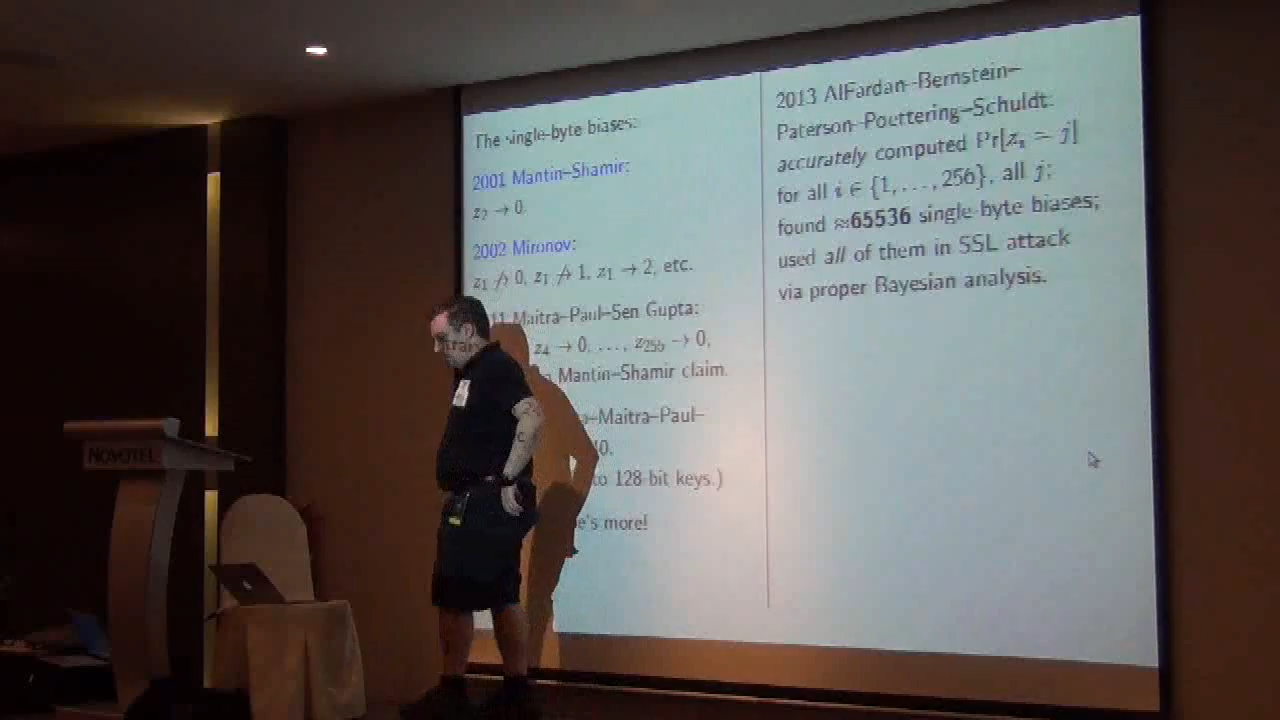 The single-byte biases:
2001 Mantin–Shamir:
z₂ → 0.
2002 Mironov:
z₁ ↛ 0, z₁ ↛ 1, z₁ → 2, etc.
11 Maitra–Paul–Sen Gupta:
z₄ → 0, …, z₂₅₅ → 0,
Mantin–Shamir claim.
–Maitra–Paul–
to 128-bit keys.)
e's more!
2013 AlFardan–Bernstein–
Paterson–Poettering–Schuldt:
accurately computed Pr[zᵢ = j]
for all i ∈ {1, …, 256}, all j;
found ≈65536 single-byte biases;
used all of them in SSL attack
via proper Bayesian analysis.
NOVOTEL